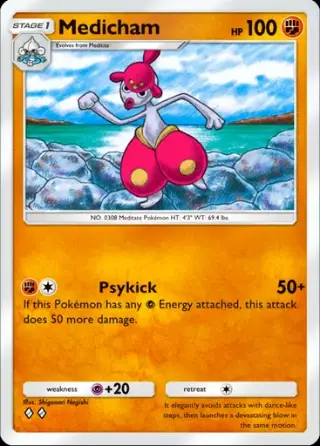 STAGE 1
Medicham
HP 100
Evolves from Meditite
NO. 0308 Meditate Pokémon HT: 4'3" WT: 69.4 lbs
Psykick 50+
If this Pokémon has any Energy attached, this attack
does 50 more damage.
weakness +20 retreat
Illus. Shigenori Negishi
It elegantly avoids attacks with dance-like
steps, then launches a devastating blow in
the same motion.